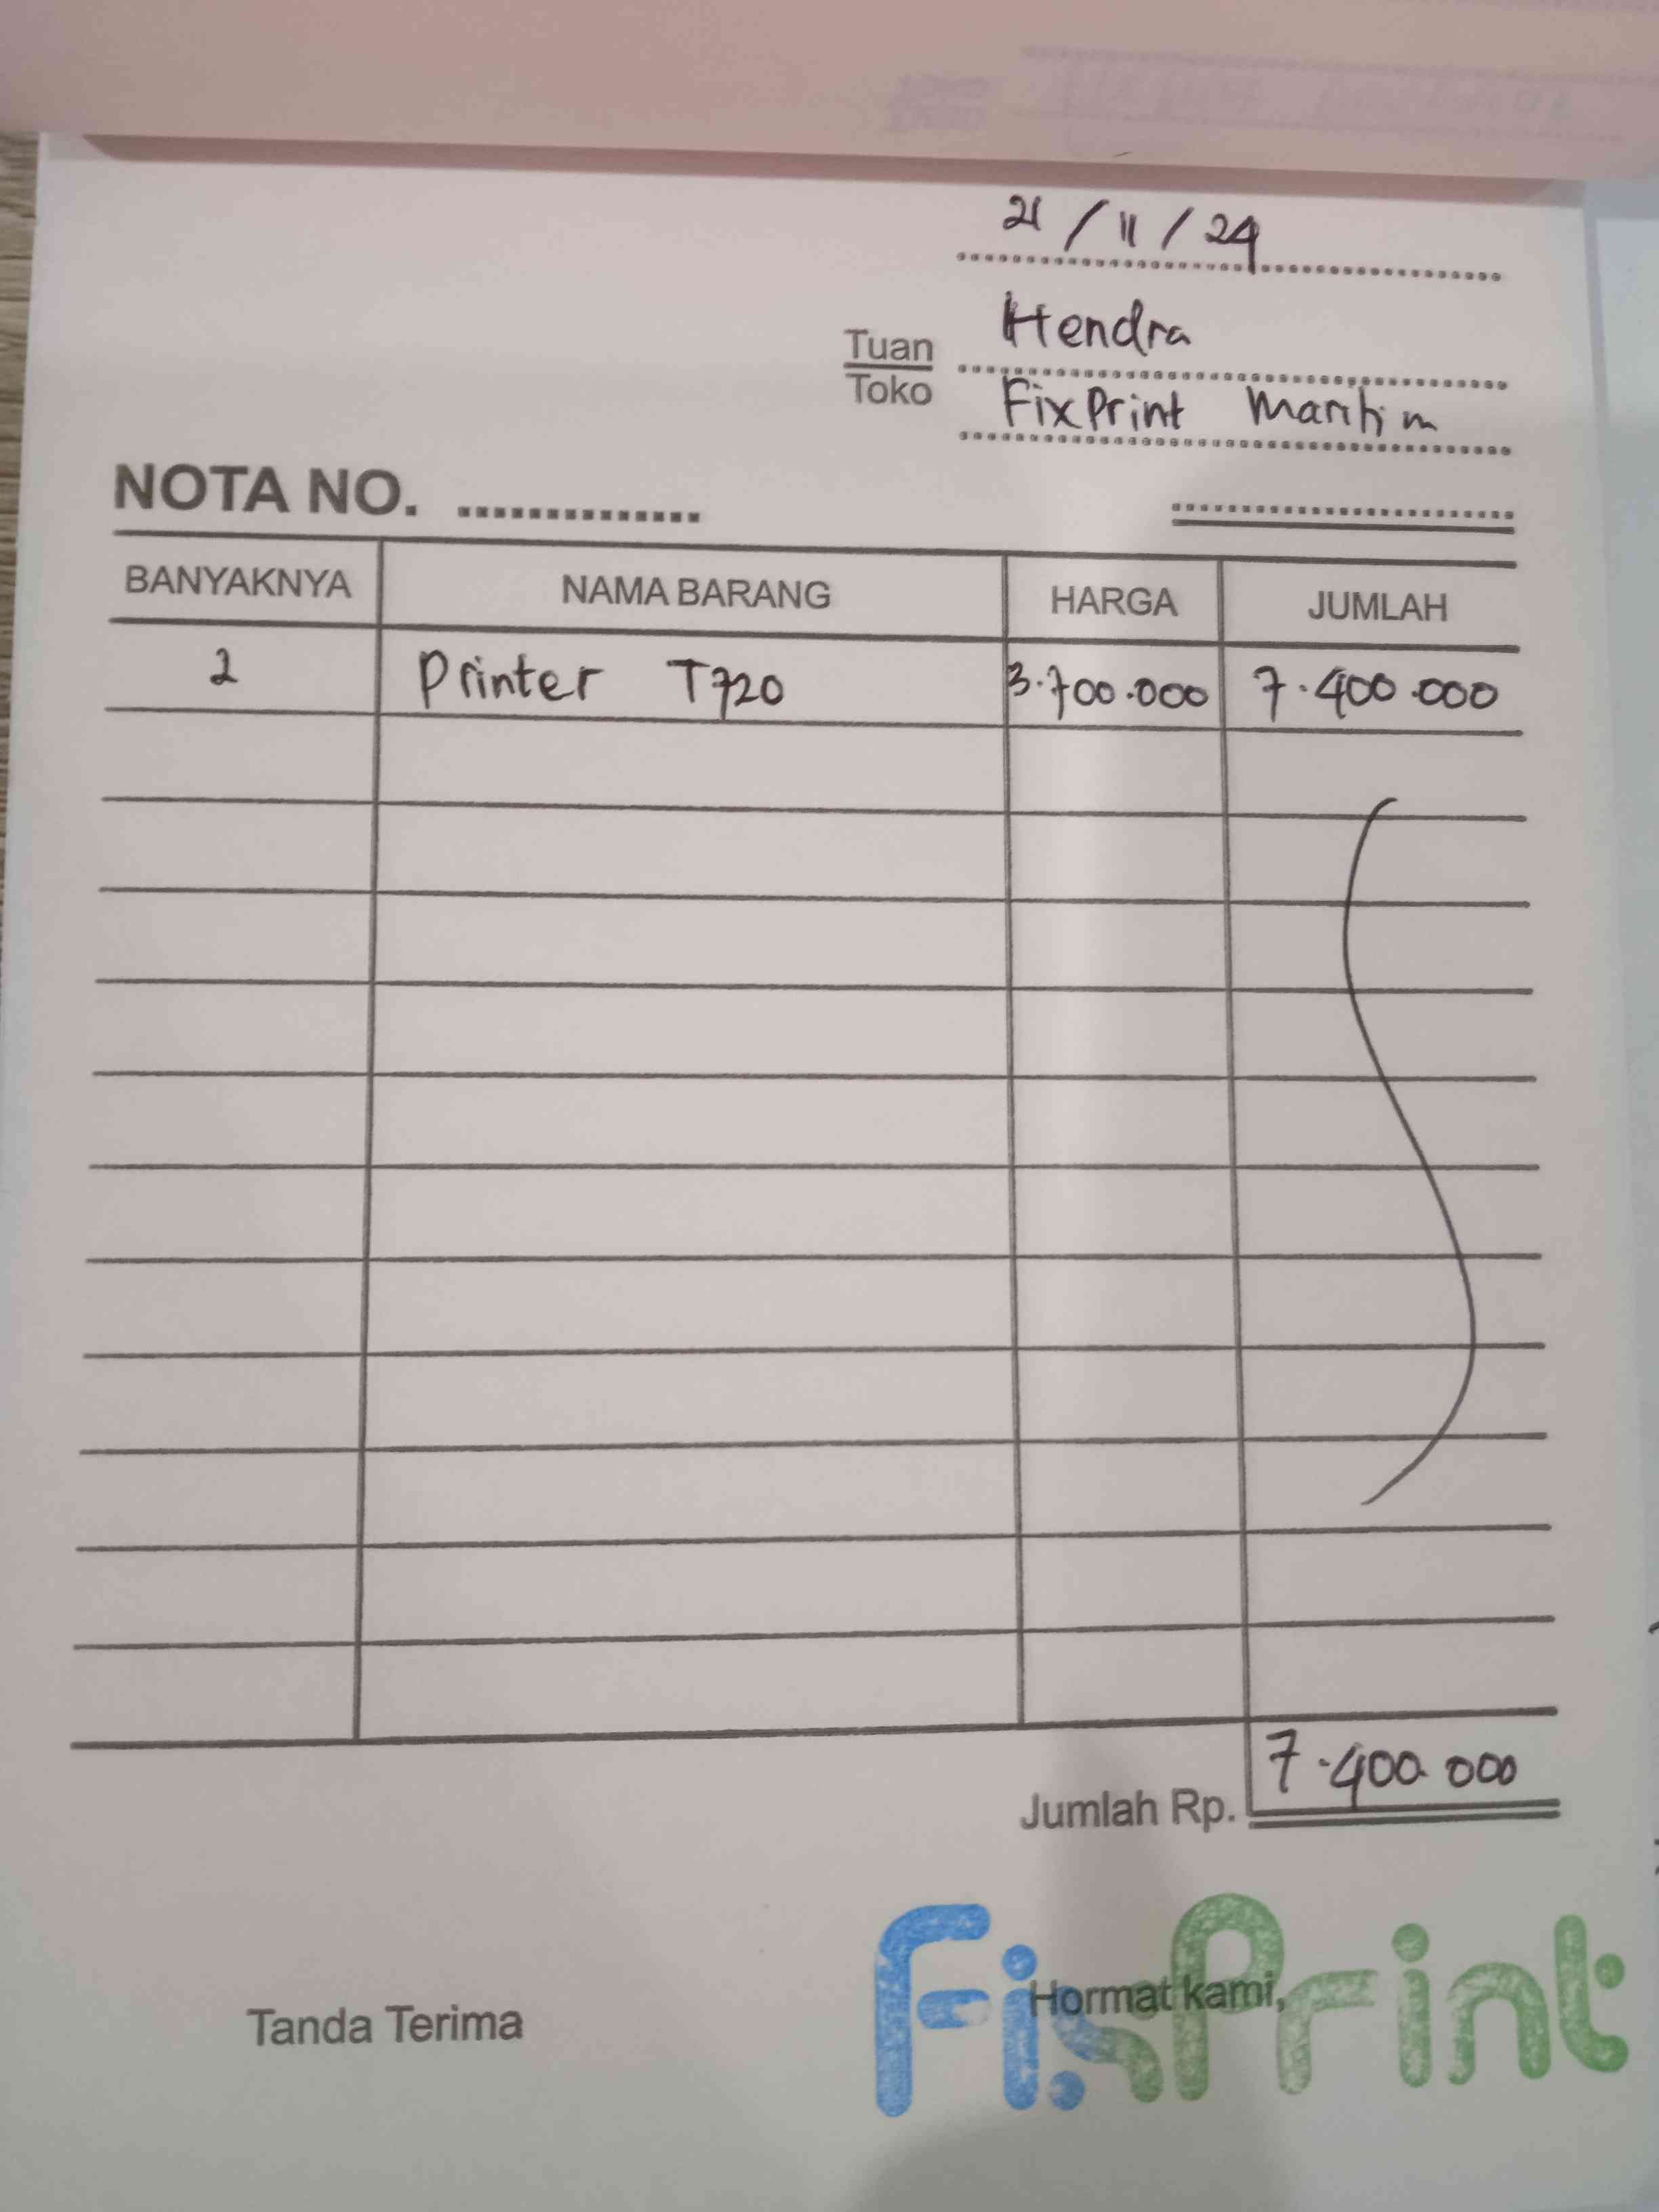 21 / 11 / 24
Tuan Hendra
Toko FixPrint Maritim
NOTA NO. ...............
BANYAKNYA NAMA BARANG HARGA JUMLAH
2 Printer T720 3.700.000 7.400.000
Jumlah Rp. 7.400.000
Tanda Terima Hormat kami,
FixPrint